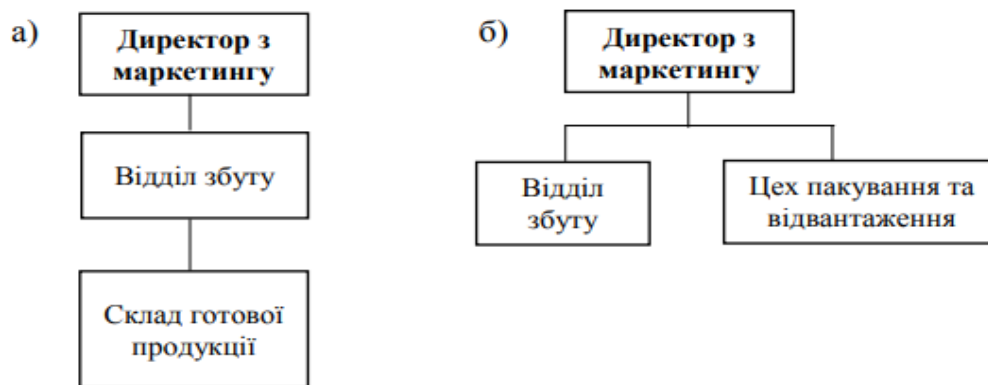 а)
Директор з
маркетингу
Відділ збуту
Склад готової
продукції
б)
Директор з
маркетингу
Відділ
збуту
Цех пакування та
відвантаження